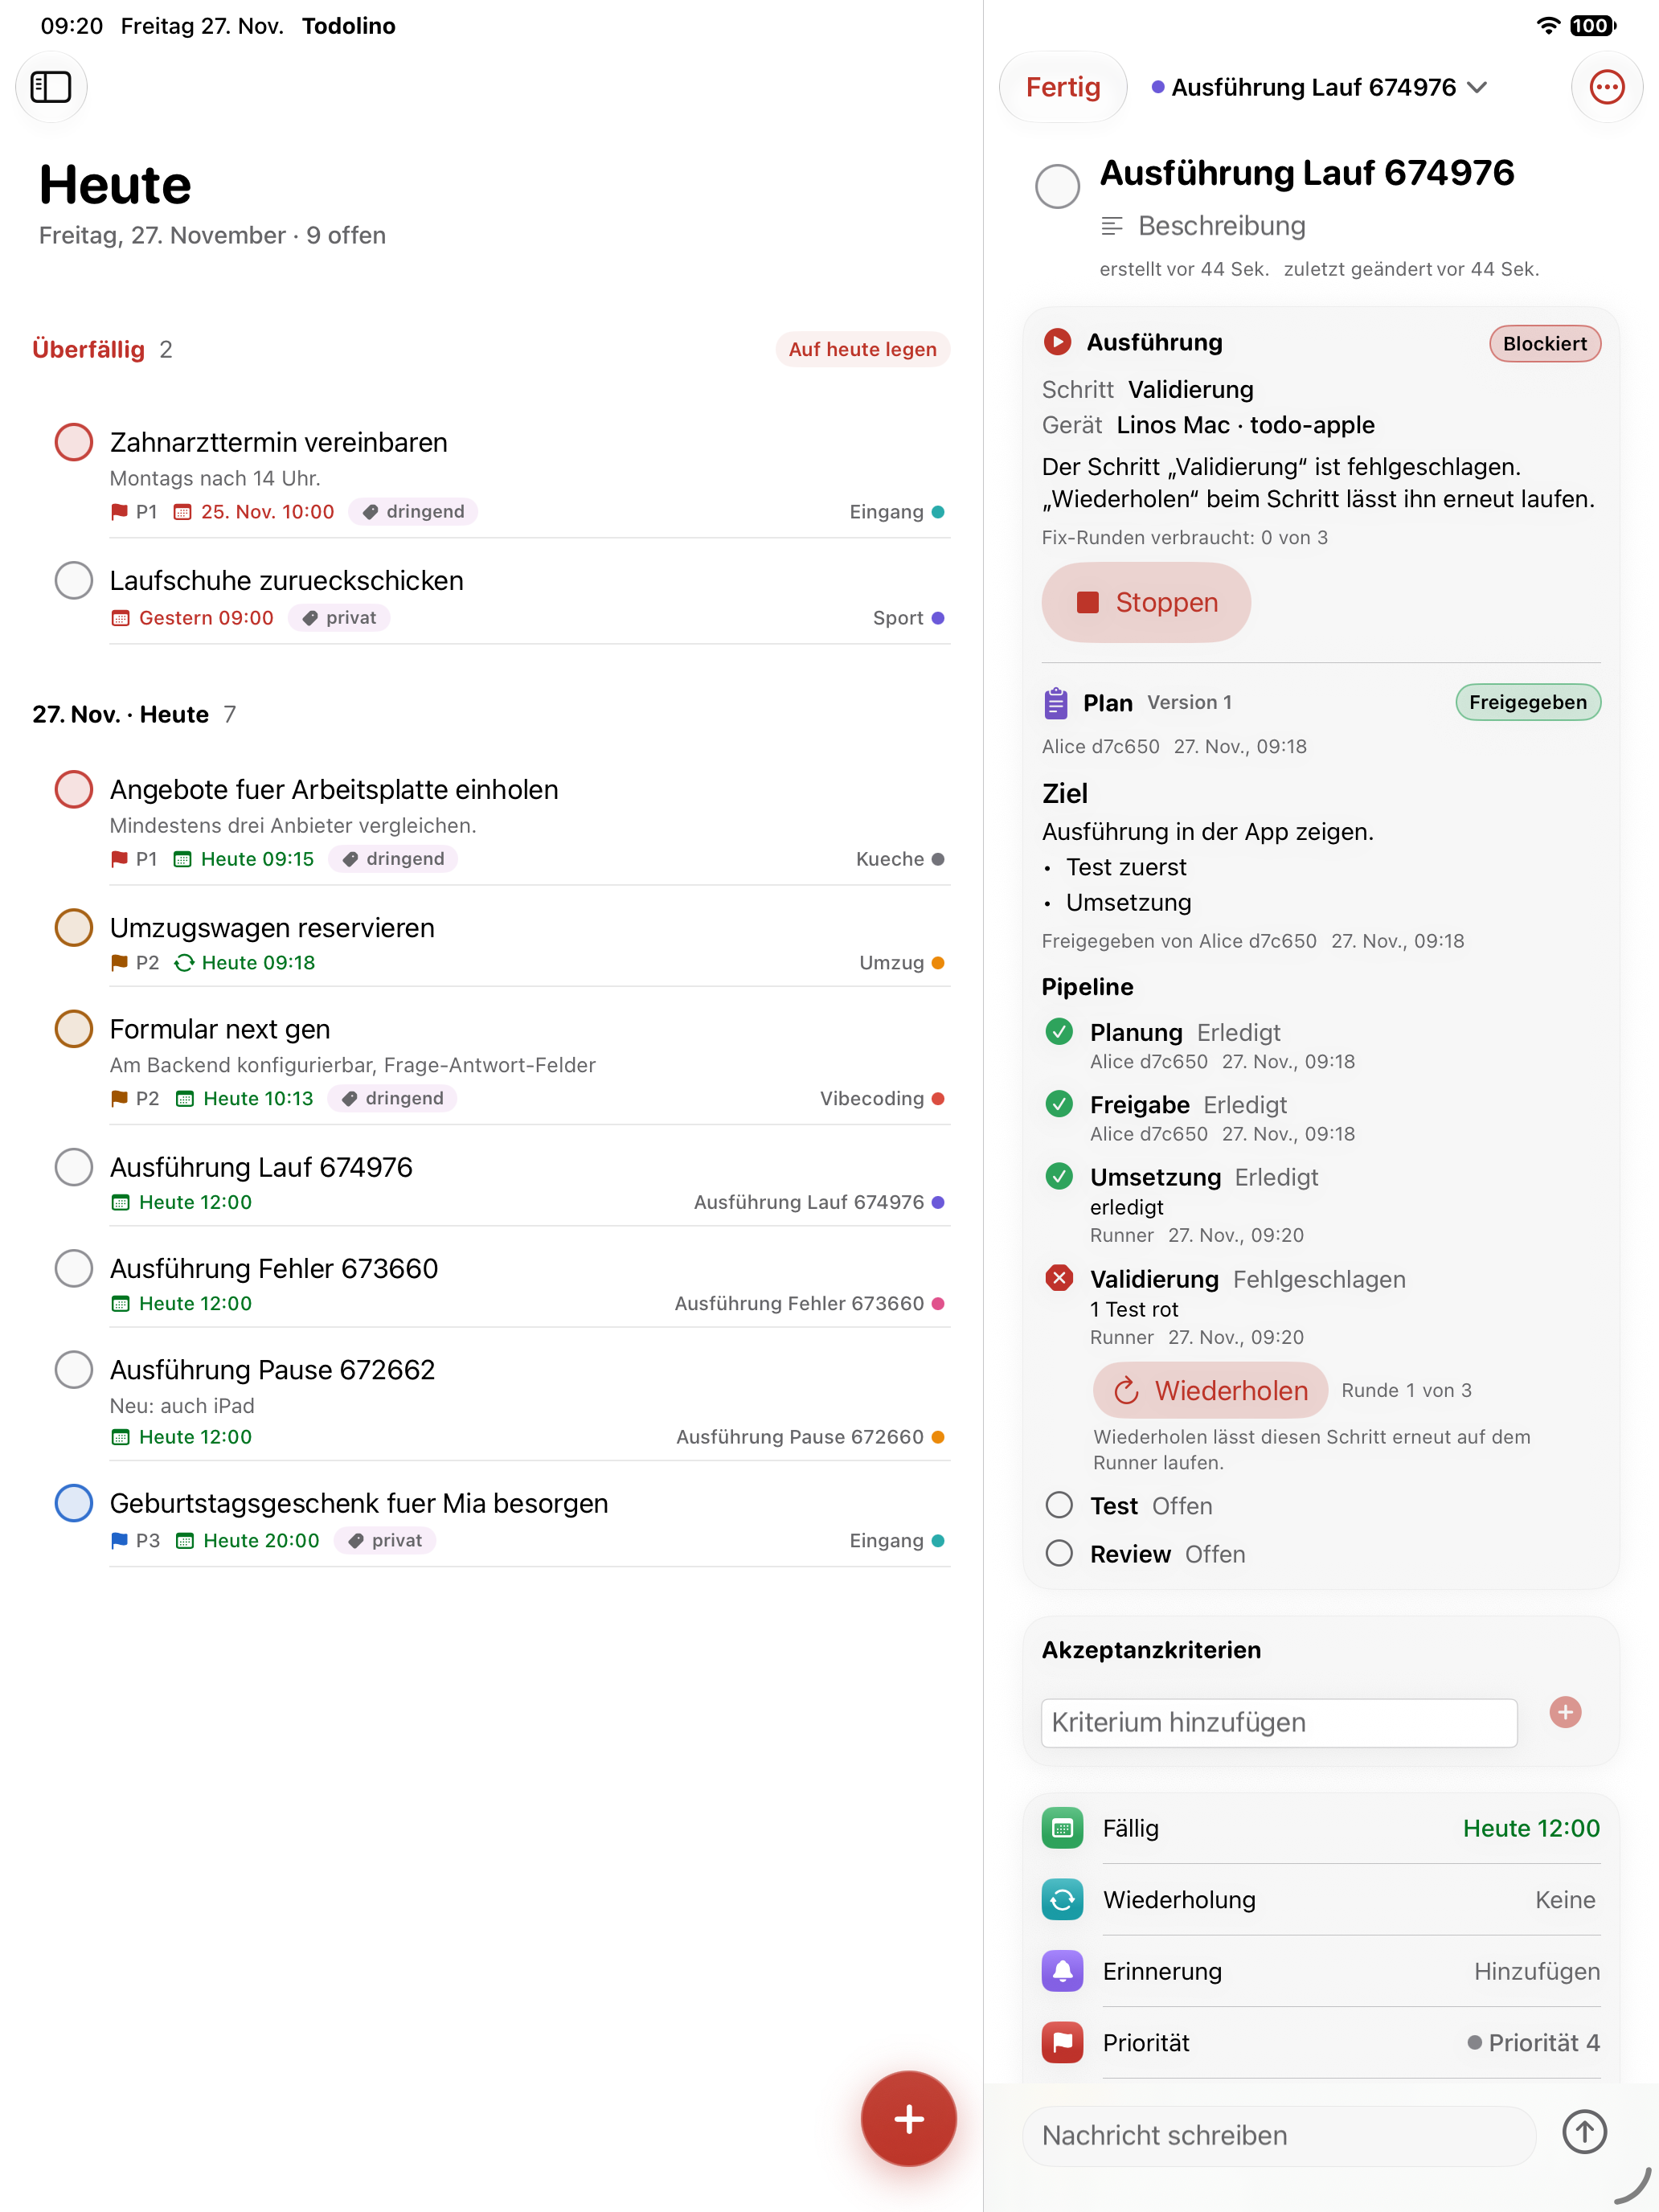 09:20 Freitag 27. Nov. Todolino
100
Heute
Freitag, 27. November · 9 offen
Überfällig 2
Auf heute legen
Zahnarzttermin vereinbaren
Montags nach 14 Uhr.
P1 25. Nov. 10:00 dringend Eingang
Laufschuhe zurueckschicken
Gestern 09:00 privat Sport
27. Nov. · Heute 7
Angebote fuer Arbeitsplatte einholen
Mindestens drei Anbieter vergleichen.
P1 Heute 09:15 dringend Kueche
Umzugswagen reservieren
P2 Heute 09:18 Umzug
Formular next gen
Am Backend konfigurierbar, Frage-Antwort-Felder
P2 Heute 10:13 dringend Vibecoding
Ausführung Lauf 674976
Heute 12:00 Ausführung Lauf 674976
Ausführung Fehler 673660
Heute 12:00 Ausführung Fehler 673660
Ausführung Pause 672662
Neu: auch iPad
Heute 12:00 Ausführung Pause 672660
Geburtstagsgeschenk fuer Mia besorgen
P3 Heute 20:00 privat Eingang
Fertig Ausführung Lauf 674976
Ausführung Lauf 674976
Beschreibung
erstellt vor 44 Sek. zuletzt geändert vor 44 Sek.
Ausführung Blockiert
Schritt Validierung
Gerät Linos Mac · todo-apple
Der Schritt „Validierung“ ist fehlgeschlagen.
„Wiederholen“ beim Schritt lässt ihn erneut laufen.
Fix-Runden verbraucht: 0 von 3
Stoppen
Plan Version 1 Freigegeben
Alice d7c650 27. Nov., 09:18
Ziel
Ausführung in der App zeigen.
• Test zuerst
• Umsetzung
Freigegeben von Alice d7c650 27. Nov., 09:18
Pipeline
Planung Erledigt
Alice d7c650 27. Nov., 09:18
Freigabe Erledigt
Alice d7c650 27. Nov., 09:18
Umsetzung Erledigt
erledigt
Runner 27. Nov., 09:20
Validierung Fehlgeschlagen
1 Test rot
Runner 27. Nov., 09:20
Wiederholen Runde 1 von 3
Wiederholen lässt diesen Schritt erneut auf dem
Runner laufen.
Test Offen
Review Offen
Akzeptanzkriterien
Kriterium hinzufügen
Fällig Heute 12:00
Wiederholung Keine
Erinnerung Hinzufügen
Priorität Priorität 4
Nachricht schreiben